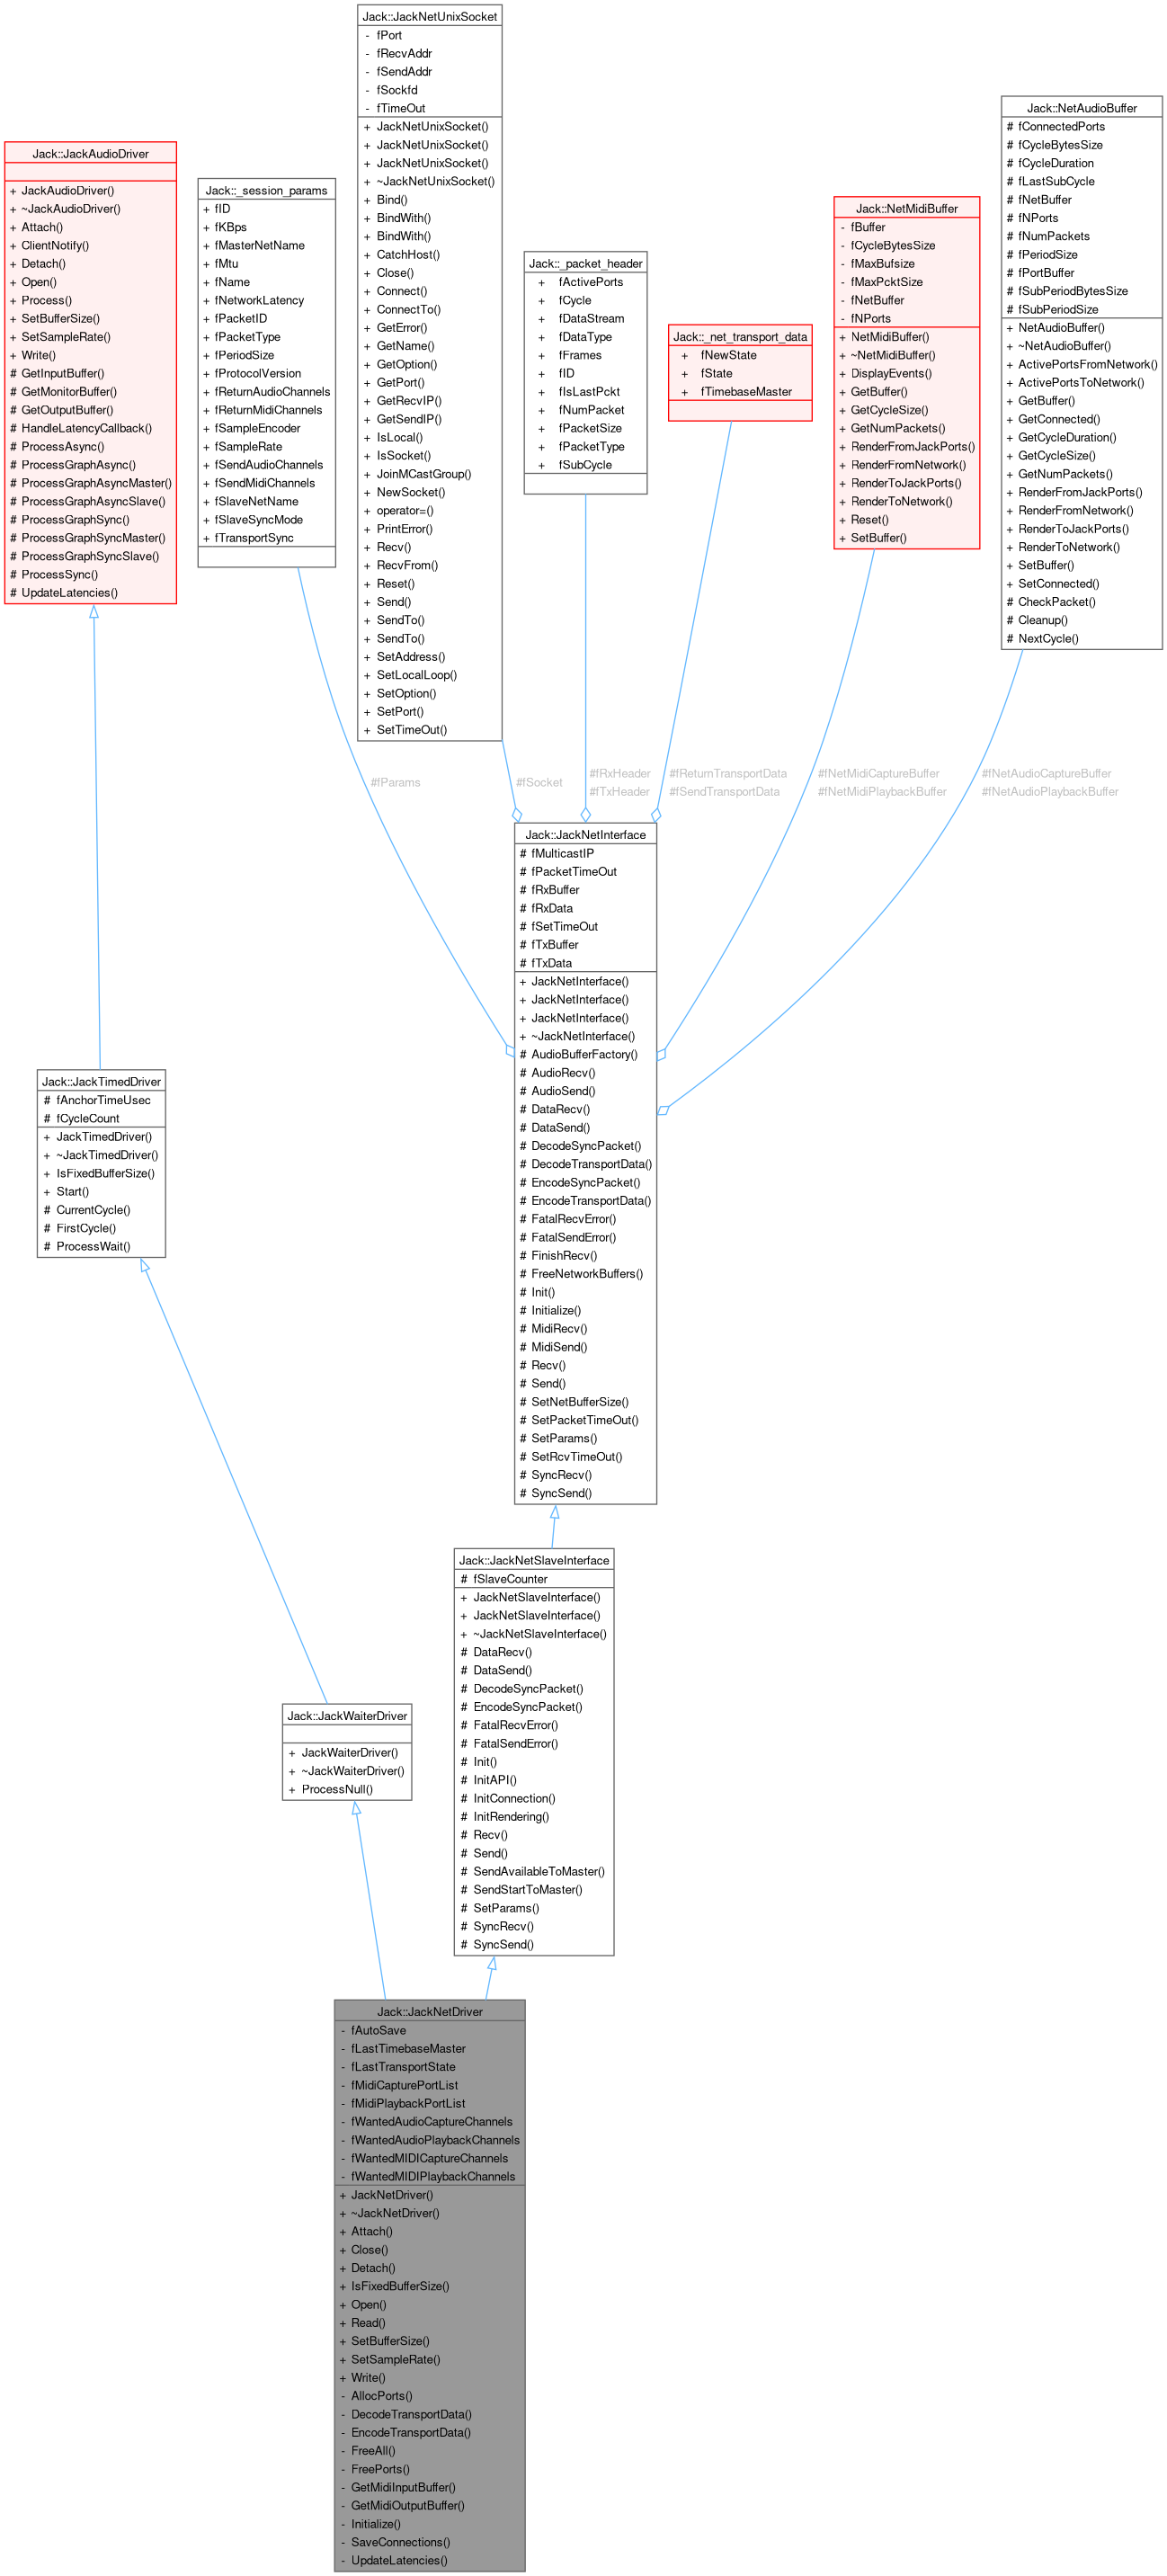 Jack::JackNetUnixSocket
- fPort
- fRecvAddr
- fSendAddr
- fSockfd
- fTimeOut
+ JackNetUnixSocket()
+ JackNetUnixSocket()
+ JackNetUnixSocket()
+ ~JackNetUnixSocket()
+ Bind()
+ BindWith()
+ BindWith()
+ CatchHost()
+ Close()
+ Connect()
+ ConnectTo()
+ GetError()
+ GetName()
+ GetOption()
+ GetPort()
+ GetRecvIP()
+ GetSendIP()
+ IsLocal()
+ IsSocket()
+ JoinMCastGroup()
+ NewSocket()
+ operator=()
+ PrintError()
+ Recv()
+ RecvFrom()
+ Reset()
+ Send()
+ SendTo()
+ SendTo()
+ SetAddress()
+ SetLocalLoop()
+ SetOption()
+ SetPort()
+ SetTimeOut()
Jack::NetAudioBuffer
# fConnectedPorts
# fCycleBytesSize
# fCycleDuration
# fLastSubCycle
# fNetBuffer
# fNPorts
# fNumPackets
# fPeriodSize
# fPortBuffer
# fSubPeriodBytesSize
# fSubPeriodSize
+ NetAudioBuffer()
+ ~NetAudioBuffer()
+ ActivePortsFromNetwork()
+ ActivePortsToNetwork()
+ GetBuffer()
+ GetConnected()
+ GetCycleDuration()
+ GetCycleSize()
+ GetNumPackets()
+ RenderFromJackPorts()
+ RenderFromNetwork()
+ RenderToJackPorts()
+ RenderToNetwork()
+ SetBuffer()
+ SetConnected()
# CheckPacket()
# Cleanup()
# NextCycle()
Jack::JackAudioDriver
+ JackAudioDriver()
+ ~JackAudioDriver()
+ Attach()
+ ClientNotify()
+ Detach()
+ Open()
+ Process()
+ SetBufferSize()
+ SetSampleRate()
+ Write()
# GetInputBuffer()
# GetMonitorBuffer()
# GetOutputBuffer()
# HandleLatencyCallback()
# ProcessAsync()
# ProcessGraphAsync()
# ProcessGraphAsyncMaster()
# ProcessGraphAsyncSlave()
# ProcessGraphSync()
# ProcessGraphSyncMaster()
# ProcessGraphSyncSlave()
# ProcessSync()
# UpdateLatencies()
Jack::_session_params
+ fID
+ fKBps
+ fMasterNetName
+ fMtu
+ fName
+ fNetworkLatency
+ fPacketID
+ fPacketType
+ fPeriodSize
+ fProtocolVersion
+ fReturnAudioChannels
+ fReturnMidiChannels
+ fSampleEncoder
+ fSampleRate
+ fSendAudioChannels
+ fSendMidiChannels
+ fSlaveNetName
+ fSlaveSyncMode
+ fTransportSync
Jack::NetMidiBuffer
- fBuffer
- fCycleBytesSize
- fMaxBufsize
- fMaxPcktSize
- fNetBuffer
- fNPorts
+ NetMidiBuffer()
+ ~NetMidiBuffer()
+ DisplayEvents()
+ GetBuffer()
+ GetCycleSize()
+ GetNumPackets()
+ RenderFromJackPorts()
+ RenderFromNetwork()
+ RenderToJackPorts()
+ RenderToNetwork()
+ Reset()
+ SetBuffer()
Jack::_packet_header
+ fActivePorts
+ fCycle
+ fDataStream
+ fDataType
+ fFrames
+ fID
+ fIsLastPckt
+ fNumPacket
+ fPacketSize
+ fPacketType
+ fSubCycle
Jack::_net_transport_data
+ fNewState
+ fState
+ fTimebaseMaster
#fParams
#fSocket
#fRxHeader
#fTxHeader
#fReturnTransportData
#fSendTransportData
#fNetMidiCaptureBuffer
#fNetMidiPlaybackBuffer
#fNetAudioCaptureBuffer
#fNetAudioPlaybackBuffer
Jack::JackNetInterface
# fMulticastIP
# fPacketTimeOut
# fRxBuffer
# fRxData
# fSetTimeOut
# fTxBuffer
# fTxData
+ JackNetInterface()
+ JackNetInterface()
+ JackNetInterface()
+ ~JackNetInterface()
# AudioBufferFactory()
# AudioRecv()
# AudioSend()
# DataRecv()
# DataSend()
# DecodeSyncPacket()
# DecodeTransportData()
# EncodeSyncPacket()
# EncodeTransportData()
# FatalRecvError()
# FatalSendError()
# FinishRecv()
# FreeNetworkBuffers()
# Init()
# Initialize()
# MidiRecv()
# MidiSend()
# Recv()
# Send()
# SetNetBufferSize()
# SetPacketTimeOut()
# SetParams()
# SetRcvTimeOut()
# SyncRecv()
# SyncSend()
Jack::JackTimedDriver
# fAnchorTimeUsec
# fCycleCount
+ JackTimedDriver()
+ ~JackTimedDriver()
+ IsFixedBufferSize()
+ Start()
# CurrentCycle()
# FirstCycle()
# ProcessWait()
Jack::JackNetSlaveInterface
# fSlaveCounter
+ JackNetSlaveInterface()
+ JackNetSlaveInterface()
+ ~JackNetSlaveInterface()
# DataRecv()
# DataSend()
# DecodeSyncPacket()
# EncodeSyncPacket()
# FatalRecvError()
# FatalSendError()
# Init()
# InitAPI()
# InitConnection()
# InitRendering()
# Recv()
# Send()
# SendAvailableToMaster()
# SendStartToMaster()
# SetParams()
# SyncRecv()
# SyncSend()
Jack::JackWaiterDriver
+ JackWaiterDriver()
+ ~JackWaiterDriver()
+ ProcessNull()
Jack::JackNetDriver
- fAutoSave
- fLastTimebaseMaster
- fLastTransportState
- fMidiCapturePortList
- fMidiPlaybackPortList
- fWantedAudioCaptureChannels
- fWantedAudioPlaybackChannels
- fWantedMIDICaptureChannels
- fWantedMIDIPlaybackChannels
+ JackNetDriver()
+ ~JackNetDriver()
+ Attach()
+ Close()
+ Detach()
+ IsFixedBufferSize()
+ Open()
+ Read()
+ SetBufferSize()
+ SetSampleRate()
+ Write()
- AllocPorts()
- DecodeTransportData()
- EncodeTransportData()
- FreeAll()
- FreePorts()
- GetMidiInputBuffer()
- GetMidiOutputBuffer()
- Initialize()
- SaveConnections()
- UpdateLatencies()